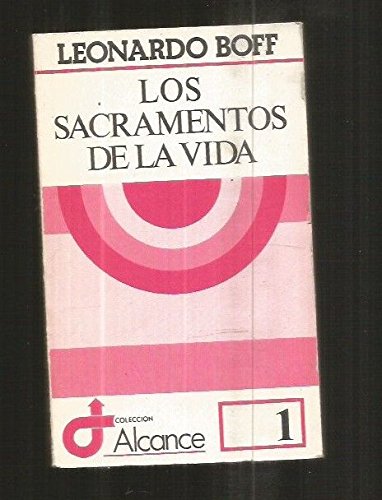 LEONARDO BOFF
LOS
SACRAMENTOS
DE LA VIDA
COLECCION
Alcance
1